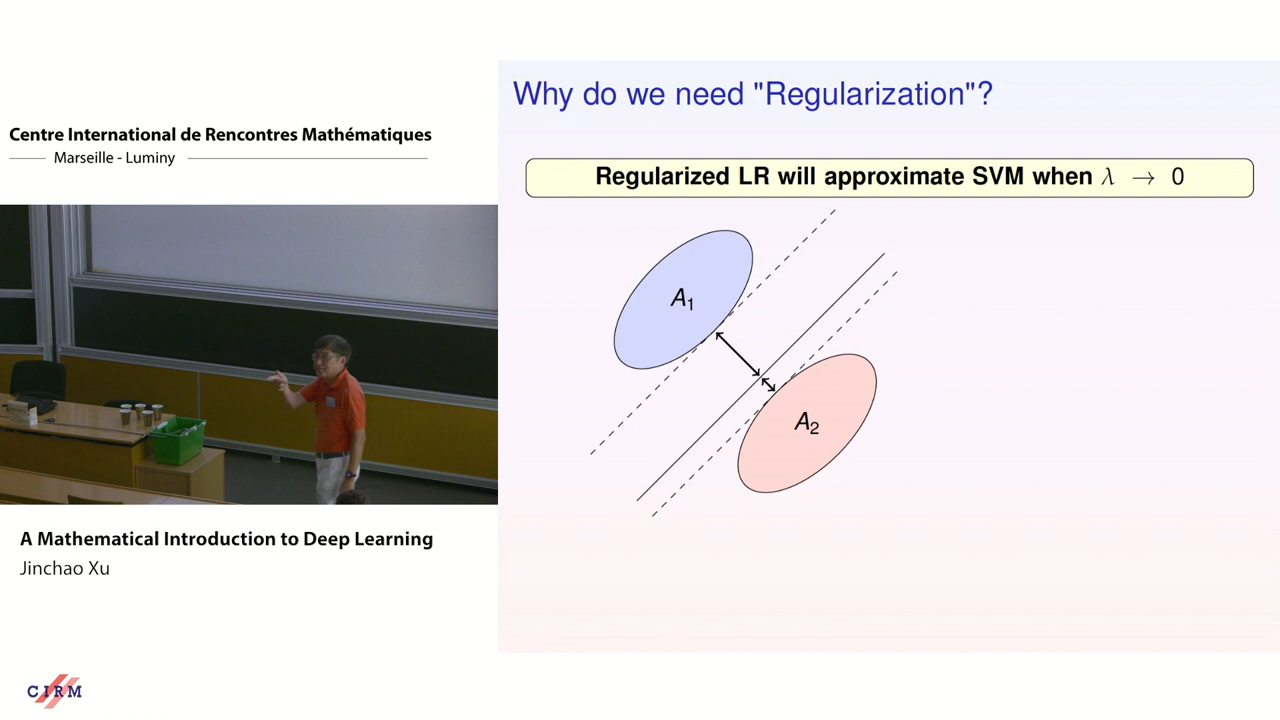 Centre International de Rencontres Mathématiques
Marseille - Luminy
A Mathematical Introduction to Deep Learning
Jinchao Xu
CIRM
Why do we need "Regularization"?
Regularized LR will approximate SVM when λ → 0
A₁
A₂